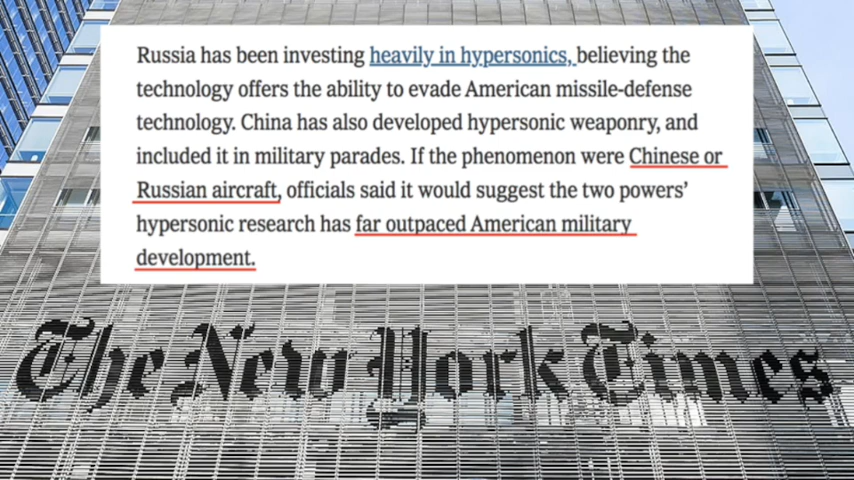 Russia has been investing heavily in hypersonics, believing the
technology offers the ability to evade American missile-defense
technology. China has also developed hypersonic weaponry, and
included it in military parades. If the phenomenon were Chinese or
Russian aircraft, officials said it would suggest the two powers'
hypersonic research has far outpaced American military
development.
The New York Times